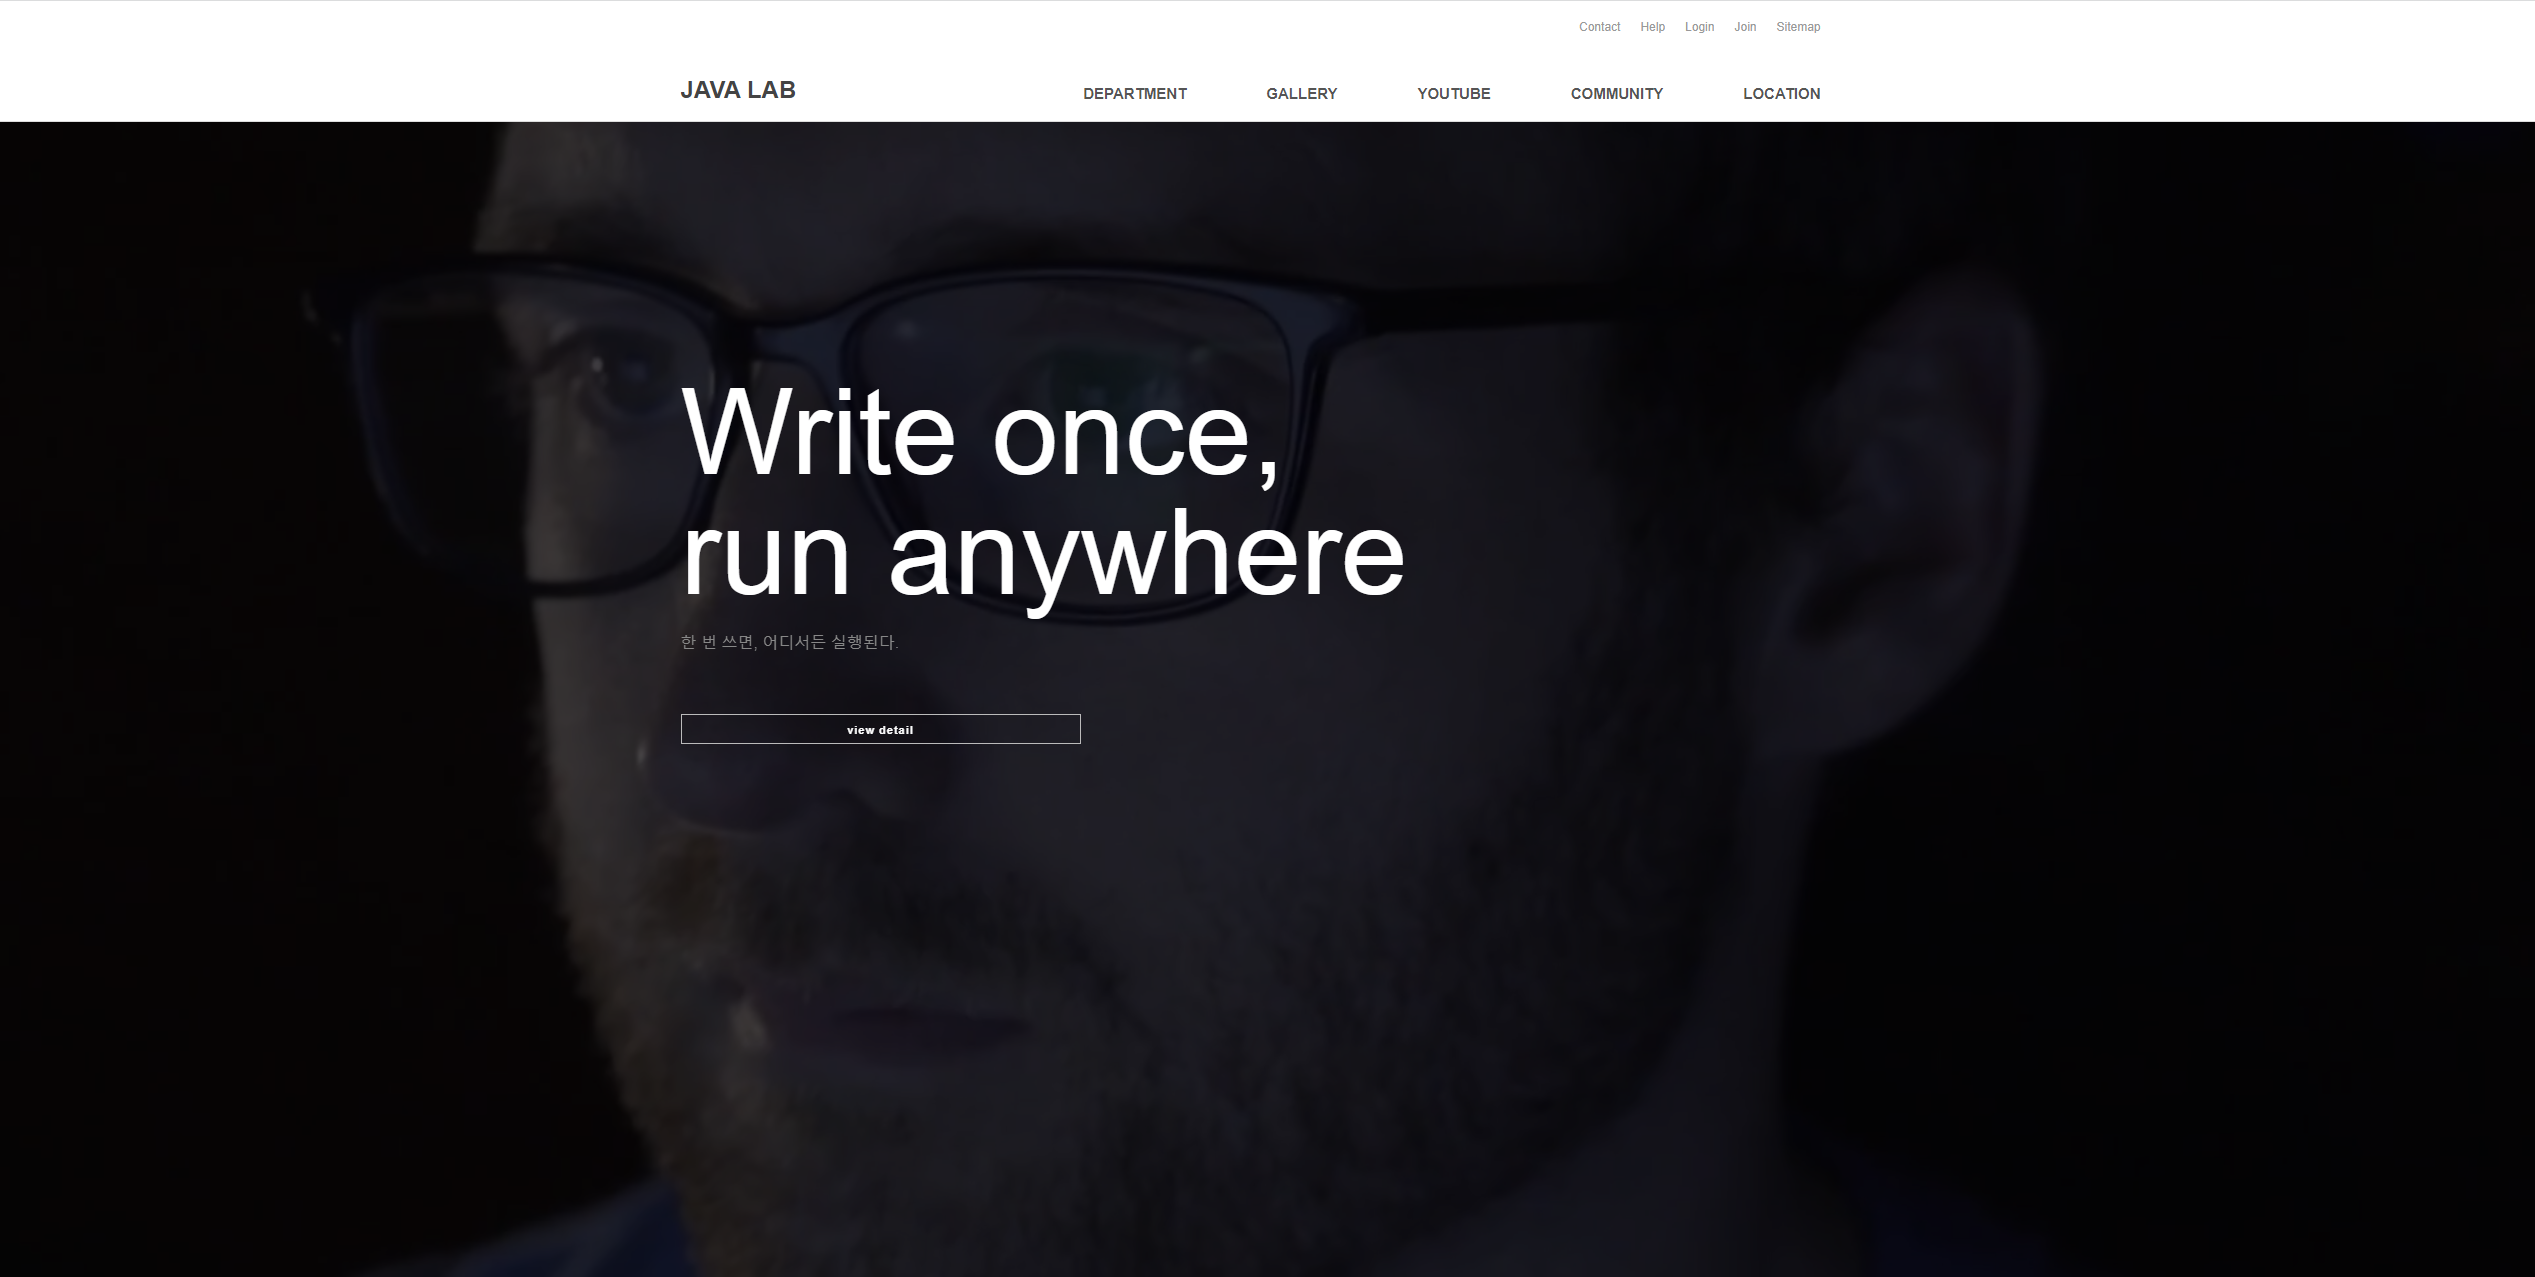 Contact Help Login Join Sitemap
JAVA LAB DEPARTMENT GALLERY YOUTUBE COMMUNITY LOCATION
Write once,
run anywhere
한 번 쓰면, 어디서든 실행된다.
view detail